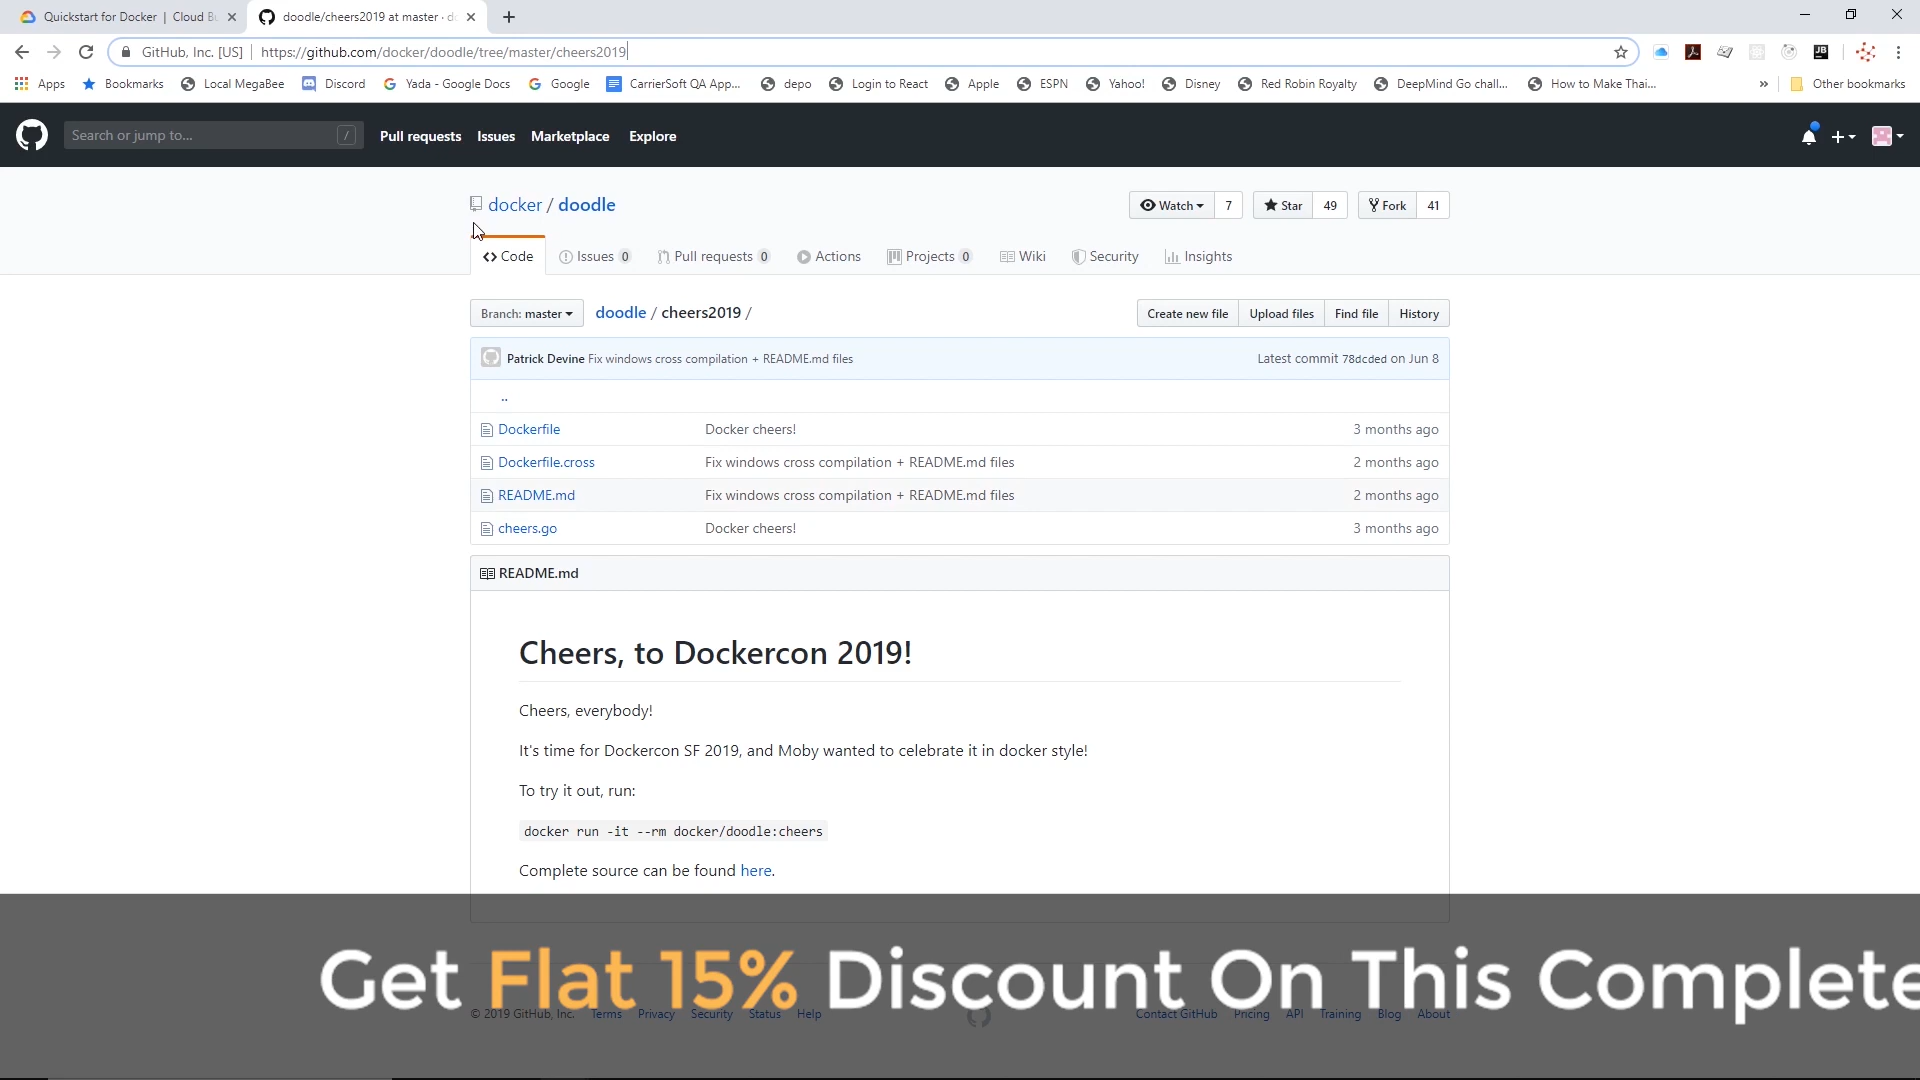 Quickstart for Docker | Cloud Bu
doodle/cheers2019 at master · do
GitHub, Inc. [US] | https://github.com/docker/doodle/tree/master/cheers2019
Apps Bookmarks Local MegaBee Discord Yada - Google Docs Google CarrierSoft QA App... depo Login to React Apple ESPN Yahoo! Disney Red Robin Royalty DeepMind Go chall... How to Make Thai... » Other bookmarks
Search or jump to... / Pull requests Issues Marketplace Explore
docker / doodle
Watch 7 Star 49 Fork 41
Code Issues 0 Pull requests 0 Actions Projects 0 Wiki Security Insights
Branch: master doodle / cheers2019 / Create new file Upload files Find file History
Patrick Devine Fix windows cross compilation + README.md files Latest commit 78dcded on Jun 8
..
Dockerfile Docker cheers! 3 months ago
Dockerfile.cross Fix windows cross compilation + README.md files 2 months ago
README.md Fix windows cross compilation + README.md files 2 months ago
cheers.go Docker cheers! 3 months ago
README.md
Cheers, to Dockercon 2019!
Cheers, everybody!
It's time for Dockercon SF 2019, and Moby wanted to celebrate it in docker style!
To try it out, run:
docker run -it --rm docker/doodle:cheers
Complete source can be found here.
Get Flat 15% Discount On This Complete
© 2019 GitHub, Inc. Terms Privacy Security Status Help Contact GitHub Pricing API Training Blog About